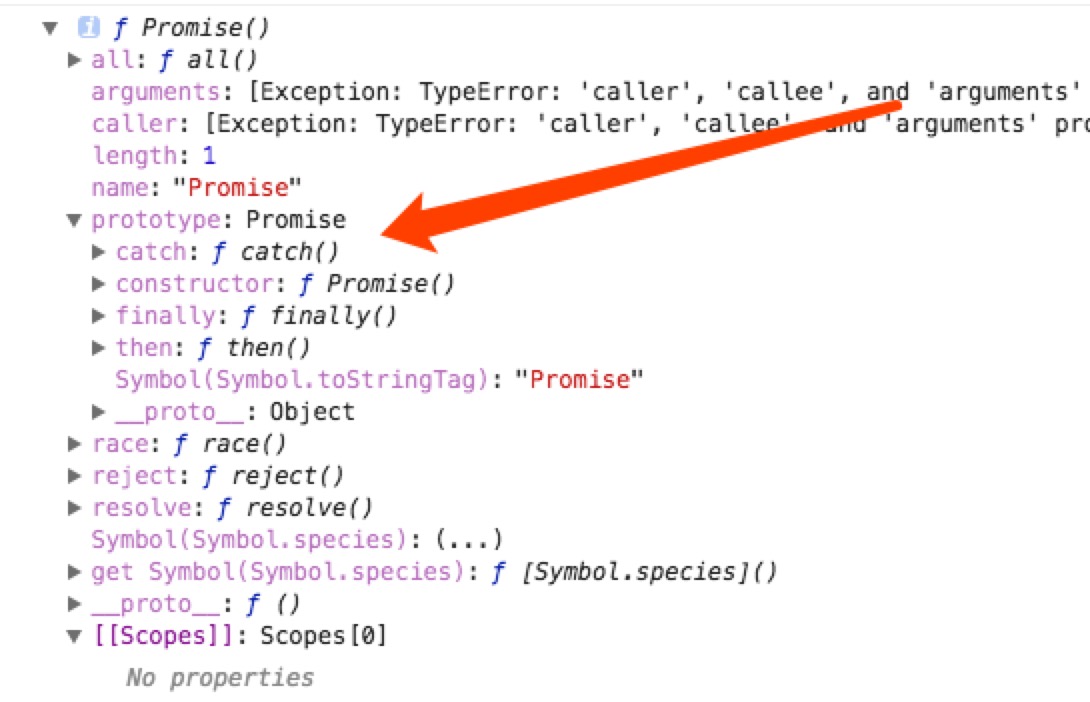 i ƒ Promise()
all: ƒ all()
arguments: [Exception: TypeError: 'caller', 'callee', and 'arguments'
caller: [Exception: TypeError: 'caller', 'callee', and 'arguments' pro
length: 1
name: "Promise"
prototype: Promise
catch: ƒ catch()
constructor: ƒ Promise()
finally: ƒ finally()
then: ƒ then()
Symbol(Symbol.toStringTag): "Promise"
__proto__: Object
race: ƒ race()
reject: ƒ reject()
resolve: ƒ resolve()
Symbol(Symbol.species): (...)
get Symbol(Symbol.species): ƒ [Symbol.species]()
__proto__: ƒ ()
[[Scopes]]: Scopes[0]
No properties